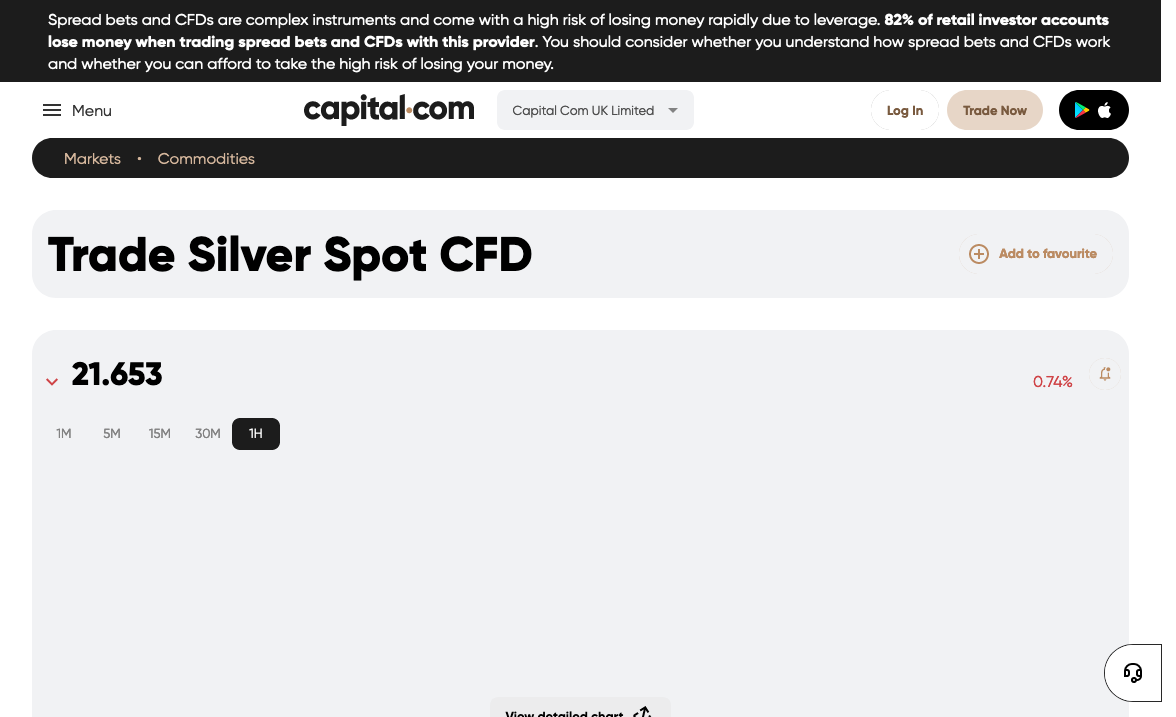 Spread bets and CFDs are complex instruments and come with a high risk of losing money rapidly due to leverage. 82% of retail investor accounts
lose money when trading spread bets and CFDs with this provider. You should consider whether you understand how spread bets and CFDs work
and whether you can afford to take the high risk of losing your money.
Menu
capital.com
Capital Com UK Limited
Log In
Trade Now
Markets • Commodities
Trade Silver Spot CFD
Add to favourite
21.653
0.74%
1M 5M 15M 30M 1H
View detailed chart